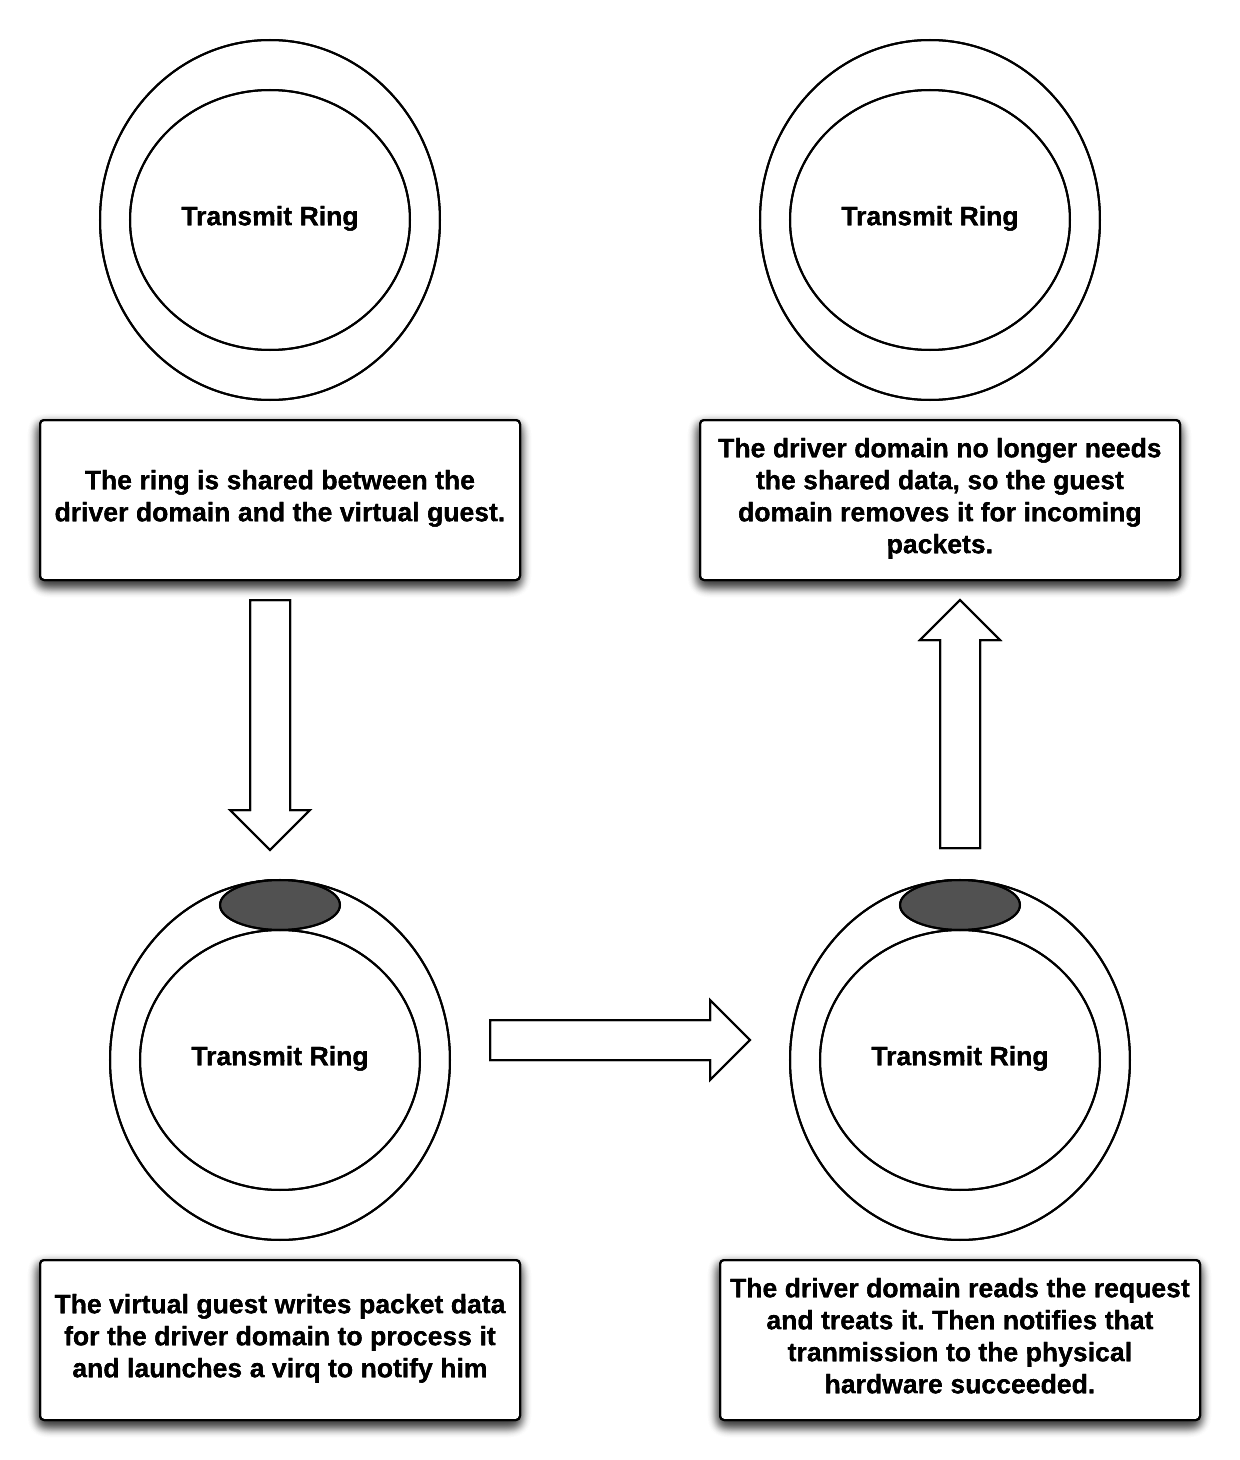 Transmit Ring
The ring is shared between the
driver domain and the virtual guest.
Transmit Ring
The virtual guest writes packet data
for the driver domain to process it
and launches a virq to notify him
Transmit Ring
The driver domain reads the request
and treats it. Then notifies that
tranmission to the physical
hardware succeeded.
Transmit Ring
The driver domain no longer needs
the shared data, so the guest
domain removes it for incoming
packets.